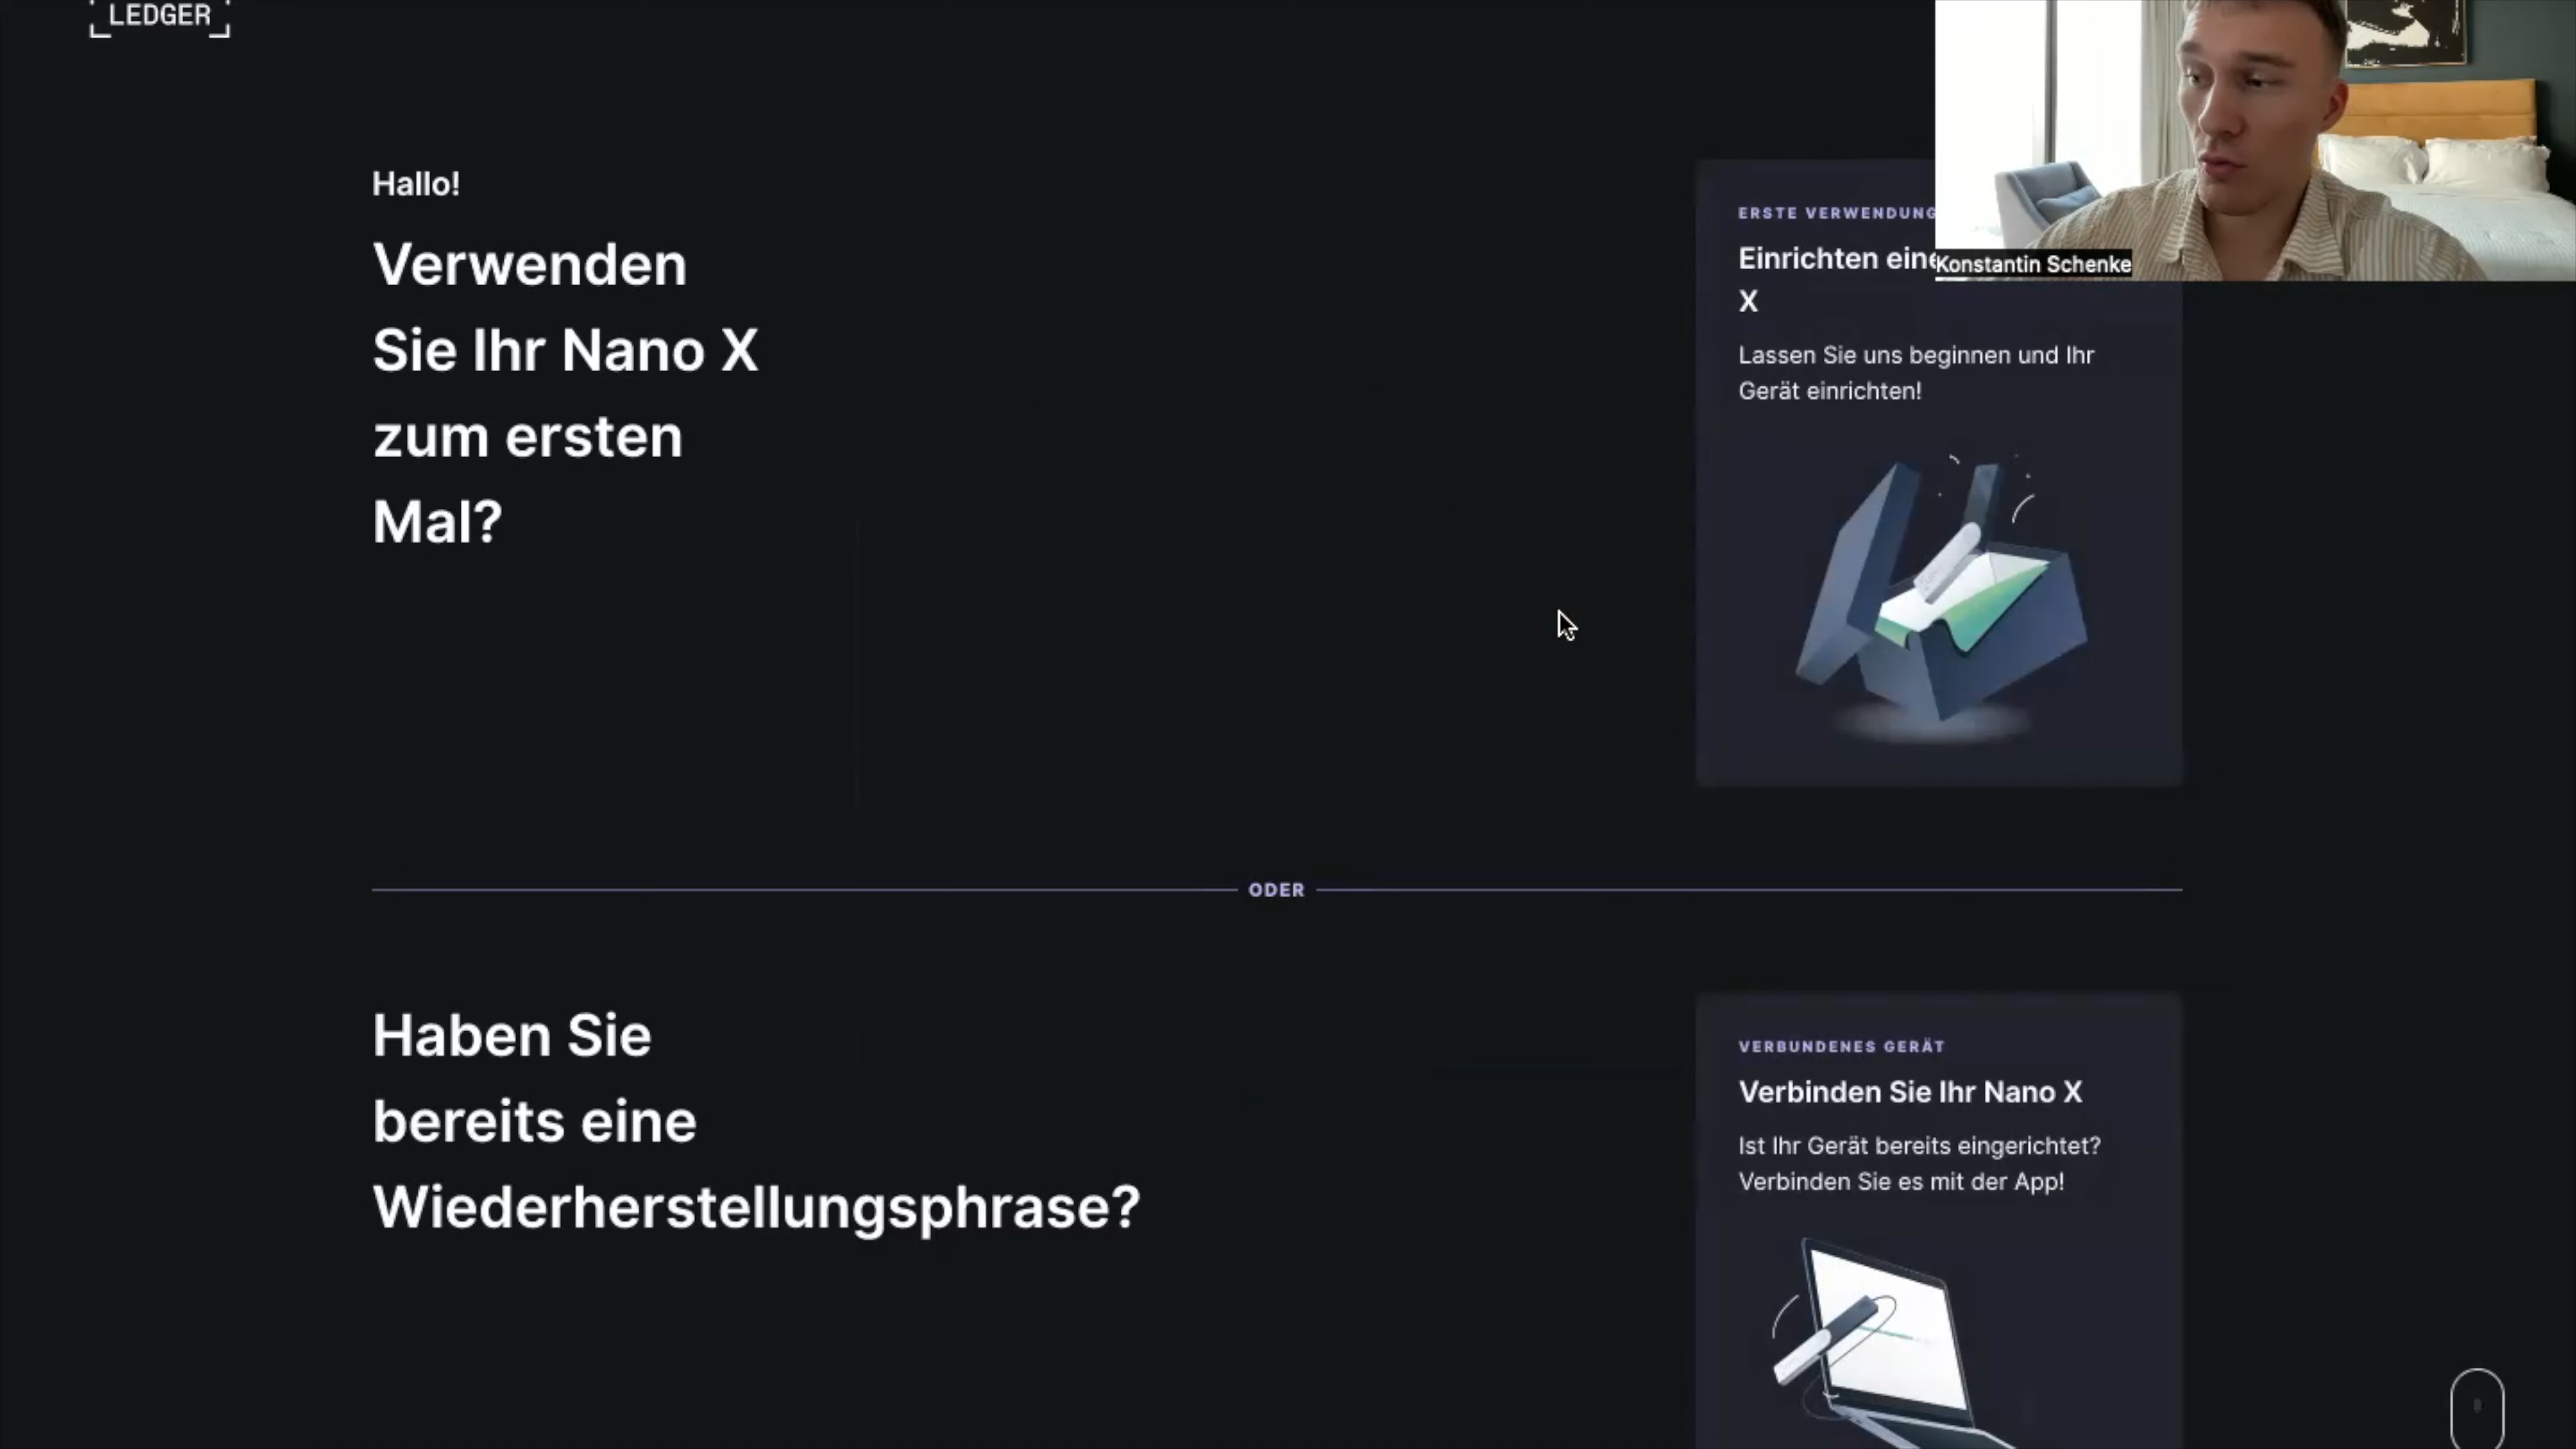 LEDGER
Hallo!
Verwenden
Sie Ihr Nano X
zum ersten
Mal?
ERSTE VERWENDUNG
Einrichten eine
X
Lassen Sie uns beginnen und Ihr
Gerät einrichten!
Konstantin Schenke
ODER
Haben Sie
bereits eine
Wiederherstellungsphrase?
VERBUNDENES GERÄT
Verbinden Sie Ihr Nano X
Ist Ihr Gerät bereits eingerichtet?
Verbinden Sie es mit der App!